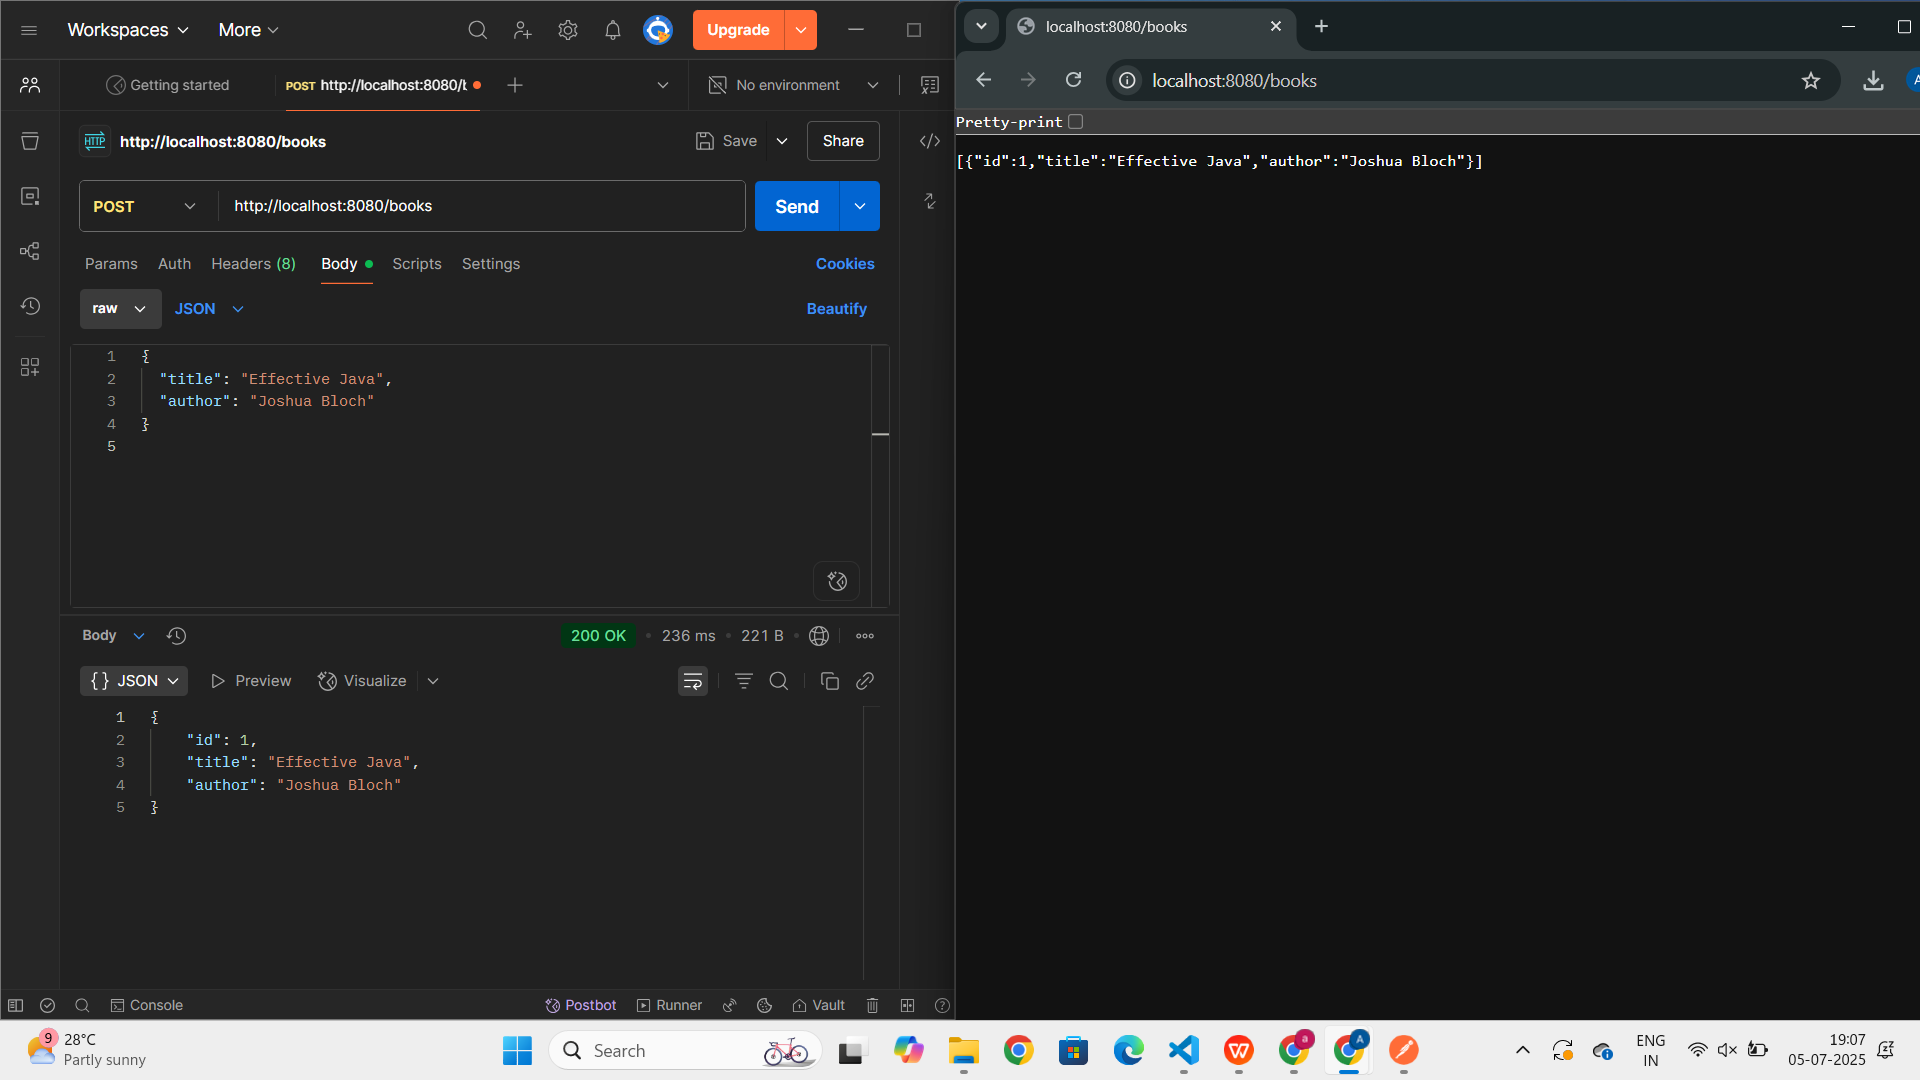 Workspaces More Upgrade
Getting started POST http://localhost:8080/b No environment
HTTP http://localhost:8080/books Save Share
POST http://localhost:8080/books Send
Params Auth Headers (8) Body Scripts Settings Cookies
raw JSON Beautify
1 {
2 "title": "Effective Java",
3 "author": "Joshua Bloch"
4 }
5
Body 200 OK • 236 ms • 221 B •
{} JSON Preview Visualize
1 {
2 "id": 1,
3 "title": "Effective Java",
4 "author": "Joshua Bloch"
5 }
Console Postbot Runner Vault
localhost:8080/books
localhost:8080/books
A
Pretty-print
[{"id":1,"title":"Effective Java","author":"Joshua Bloch"}]
9 28°C
Partly sunny
Search
a
A
ENG
IN
19:07
05-07-2025